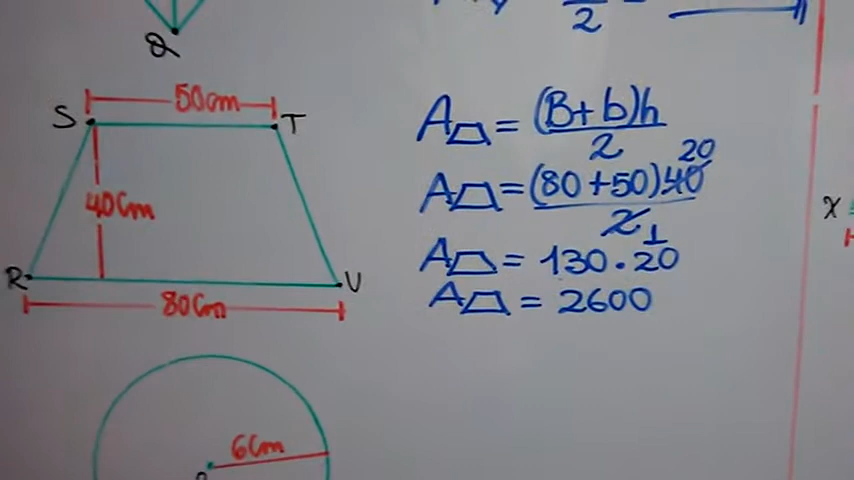 2
Q
50cm
S T
40cm
R U
80cm
6cm
A⏢ = (B+b)h
2
A⏢ = (80+50)40 20
2 1
A⏢ = 130.20
A⏢ = 2600
X